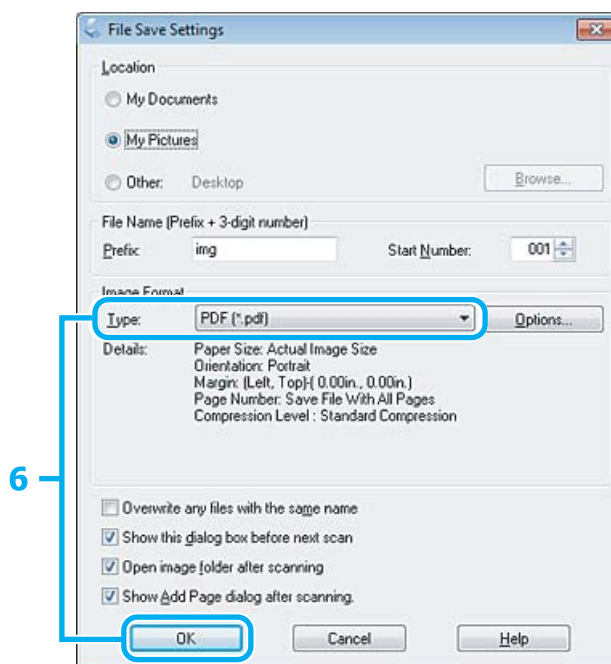 File Save Settings
Location
My Documents
My Pictures
Other: Desktop Browse...
File Name (Prefix + 3-digit number)
Prefix: img Start Number: 001
Image Format
Type: PDF (*.pdf) Options...
Details: Paper Size: Actual Image Size
Orientation: Portrait
Margin: (Left, Top)-( 0.00in., 0.00in.)
Page Number: Save File With All Pages
Compression Level : Standard Compression
6
Overwrite any files with the same name
Show this dialog box before next scan
Open image folder after scanning
Show Add Page dialog after scanning.
OK Cancel Help